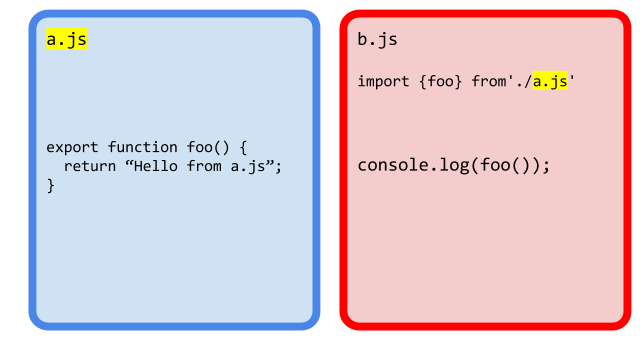 a.js
export function foo() {
return “Hello from a.js”;
}
b.js
import {foo} from'./a.js'
console.log(foo());